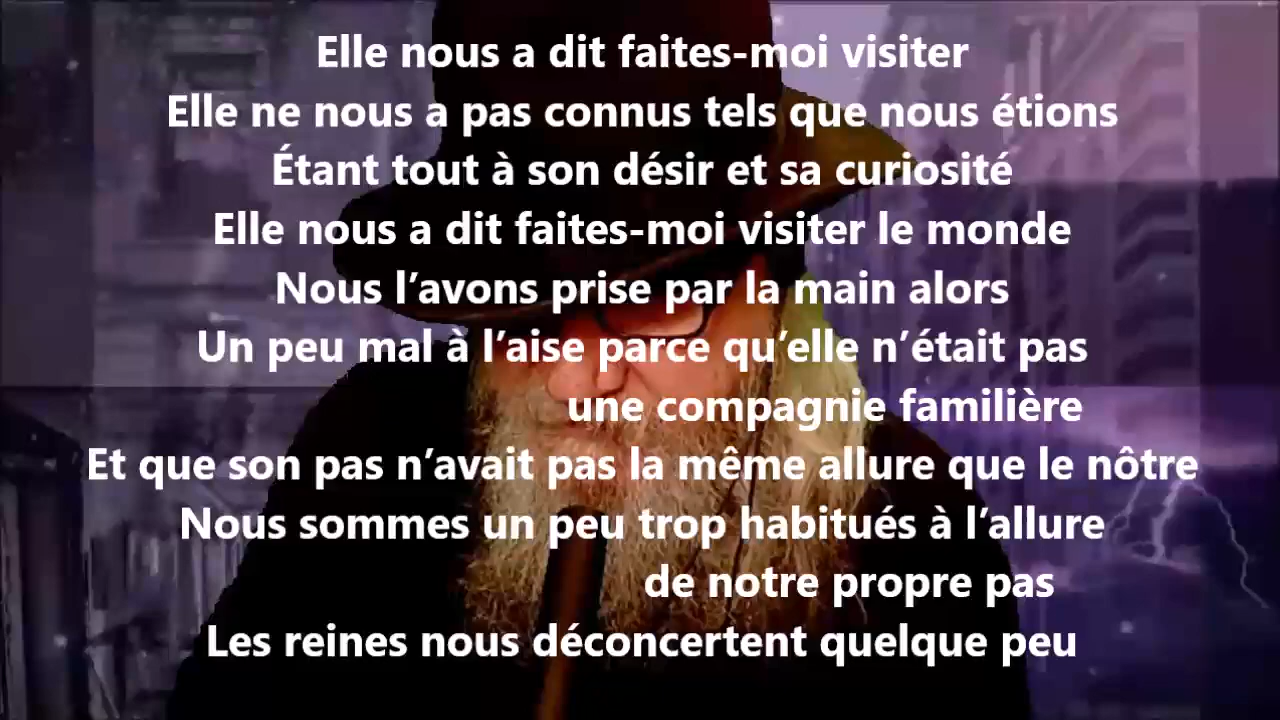 Elle nous a dit faites-moi visiter
Elle ne nous a pas connus tels que nous étions
Étant tout à son désir et sa curiosité
Elle nous a dit faites-moi visiter le monde
Nous l’avons prise par la main alors
Un peu mal à l’aise parce qu’elle n’était pas
une compagnie familière
Et que son pas n’avait pas la même allure que le nôtre
Nous sommes un peu trop habitués à l’allure
de notre propre pas
Les reines nous déconcertent quelque peu